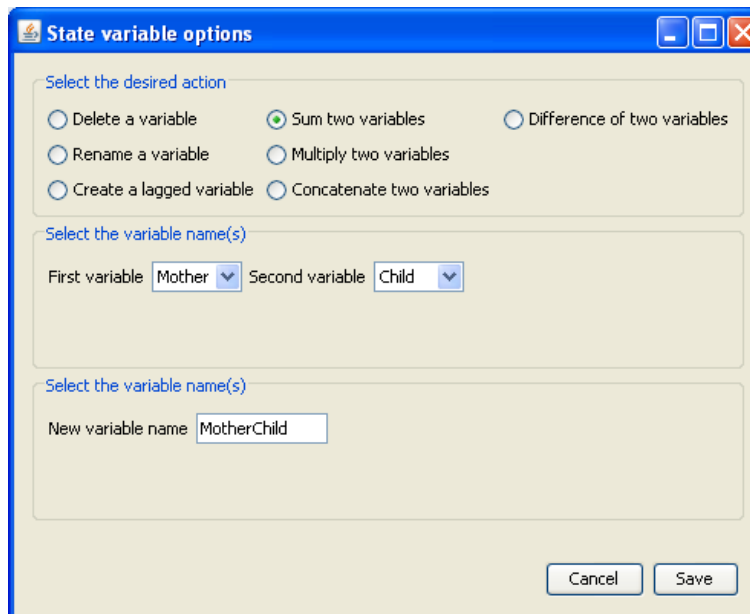 State variable options
Select the desired action
Delete a variable Sum two variables Difference of two variables
Rename a variable Multiply two variables
Create a lagged variable Concatenate two variables
Select the variable name(s)
First variable Mother Second variable Child
Select the variable name(s)
New variable name MotherChild
Cancel Save